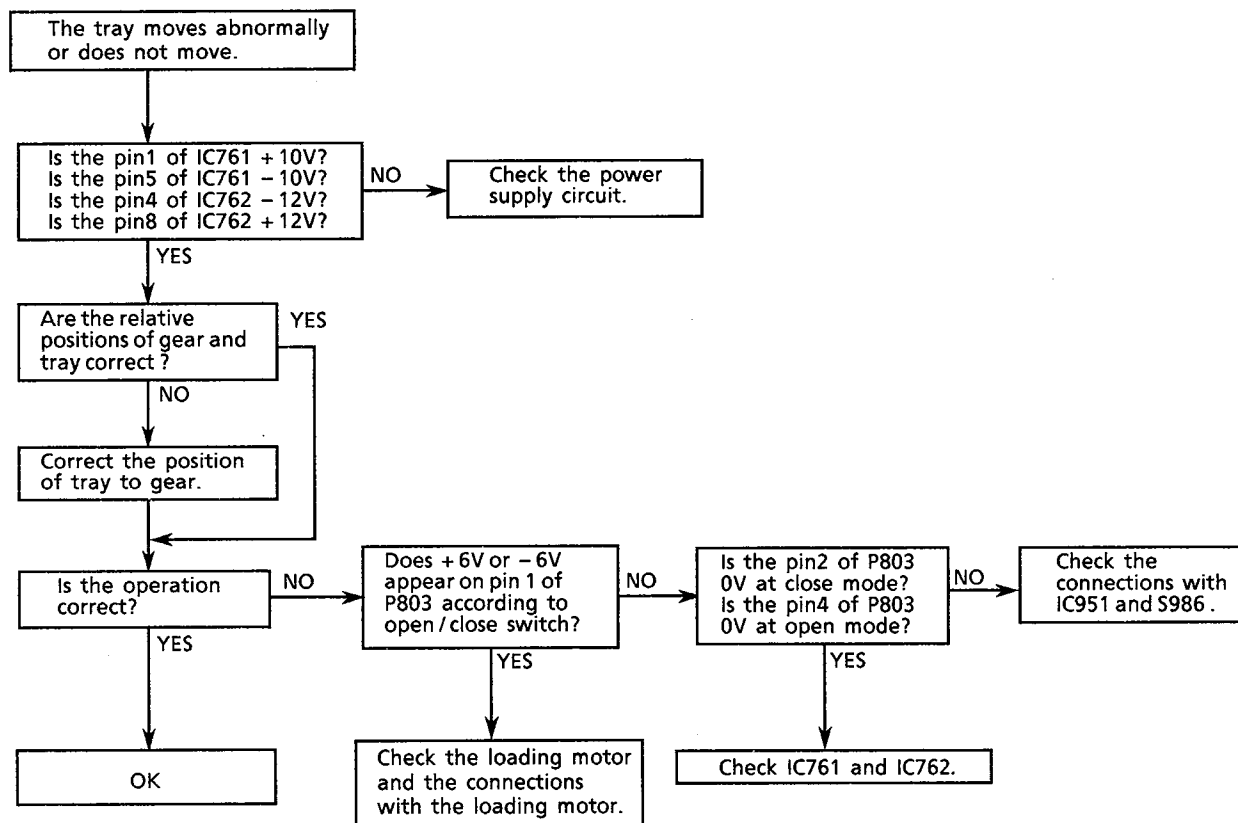 The tray moves abnormally
or does not move.
Is the pin1 of IC761 + 10V?
Is the pin5 of IC761 – 10V?
Is the pin4 of IC762 – 12V?
Is the pin8 of IC762 + 12V?
NO
Check the power
supply circuit.
YES
Are the relative
positions of gear and
tray correct ?
YES
NO
Correct the position
of tray to gear.
Is the operation
correct?
NO
Does + 6V or – 6V
appear on pin 1 of
P803 according to
open / close switch?
NO
Is the pin2 of P803
0V at close mode?
Is the pin4 of P803
0V at open mode?
NO
Check the
connections with
IC951 and S986 .
YES
YES
YES
OK
Check the loading motor
and the connections
with the loading motor.
Check IC761 and IC762.